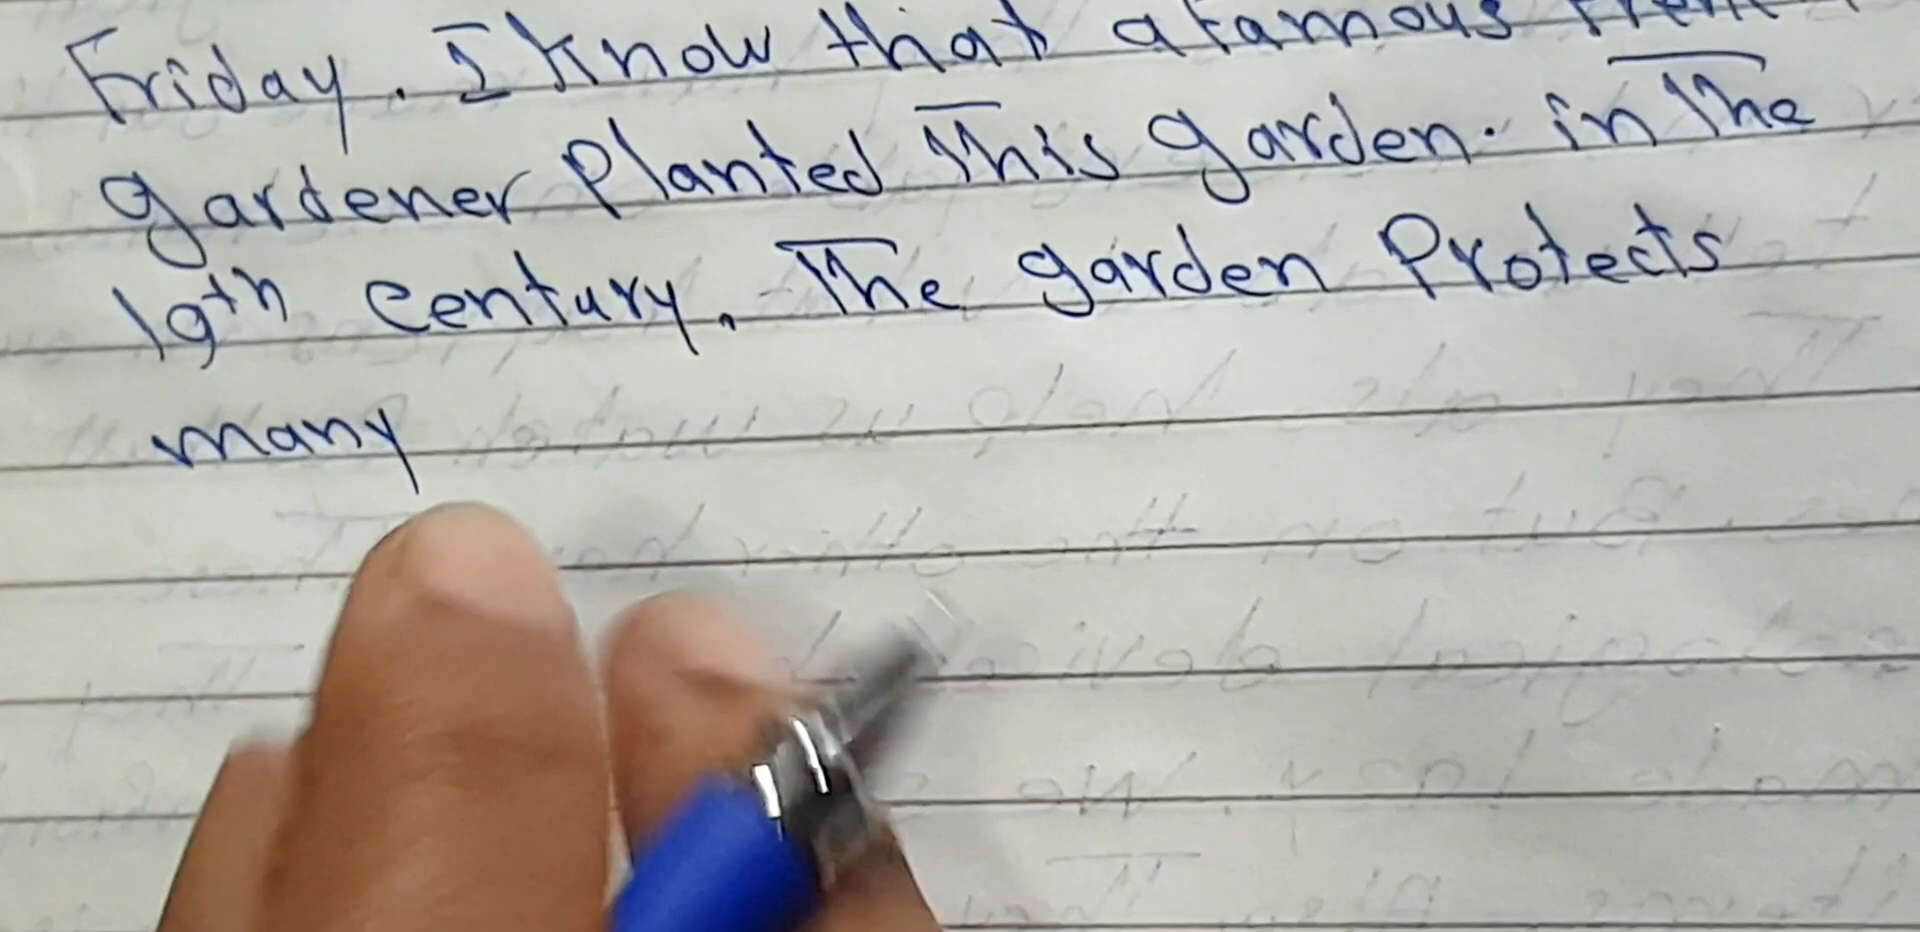 Friday. I know that a famous
gardener Planted This garden. in The
19th century. The garden Protects
many